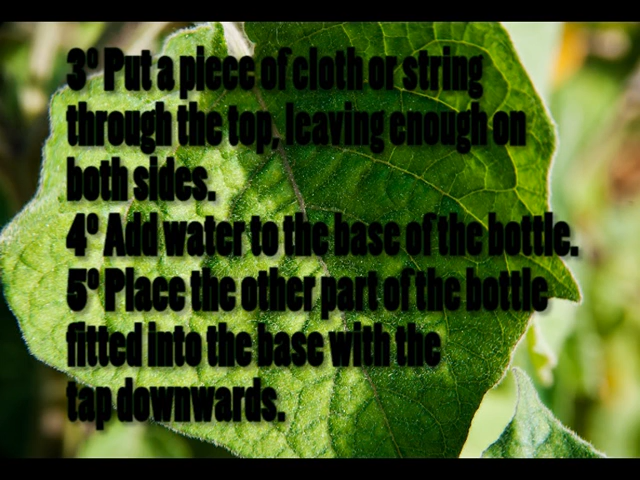 3º Put a piece of cloth or string
through the top, leaving enough on
both sides.
4º Add water to the base of the bottle.
5º Place the other part of the bottle
fitted into the base with the
tap downwards.